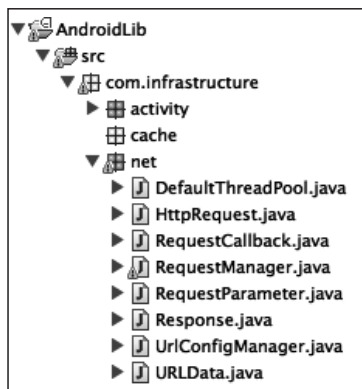 AndroidLib
src
com.infrastructure
activity
cache
net
DefaultThreadPool.java
HttpRequest.java
RequestCallback.java
RequestManager.java
RequestParameter.java
Response.java
UrlConfigManager.java
URLData.java